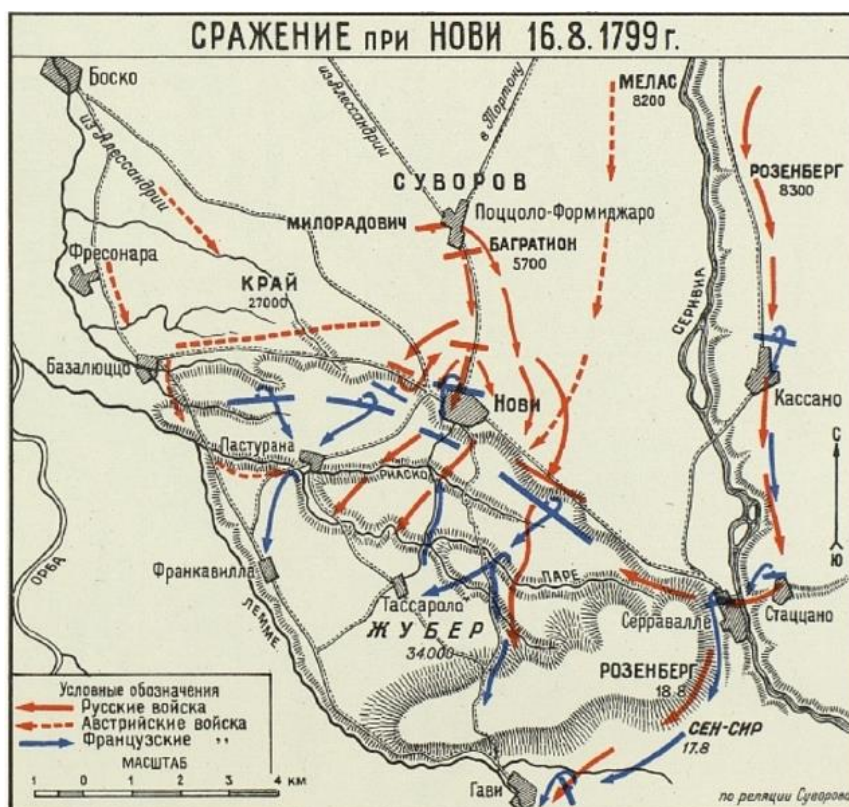 СРАЖЕНИЕ ПРИ НОВИ 16.8.1799 г.
Боско
из Алессандрии
из Алессандрии
в Тортону
МЕЛАС
8200
РОЗЕНБЕРГ
8300
СУВОРОВ
МИЛОРАДОВИЧ
Поццоло-Формиджаро
БАГРАТИОН
5700
Фресонара
КРАЙ
27000
СКРИВИЯ
Базалюццо
Нови
Кассано
С
Ю
Пастурана
РИАСКО
ОРБА
Франкавилла
ЛЕММЕ
Тассароло
ПАРЕ
ЖУБЕР
34000
Серравалле
Стаццано
РОЗЕНБЕРГ
18.8
СЕН-СИР
17.8
Гави
Условные обозначения
Русские войска
Австрийские войска
Французские „
МАСШТАБ
1 0 1 2 3 4 км
по реляции Суворова